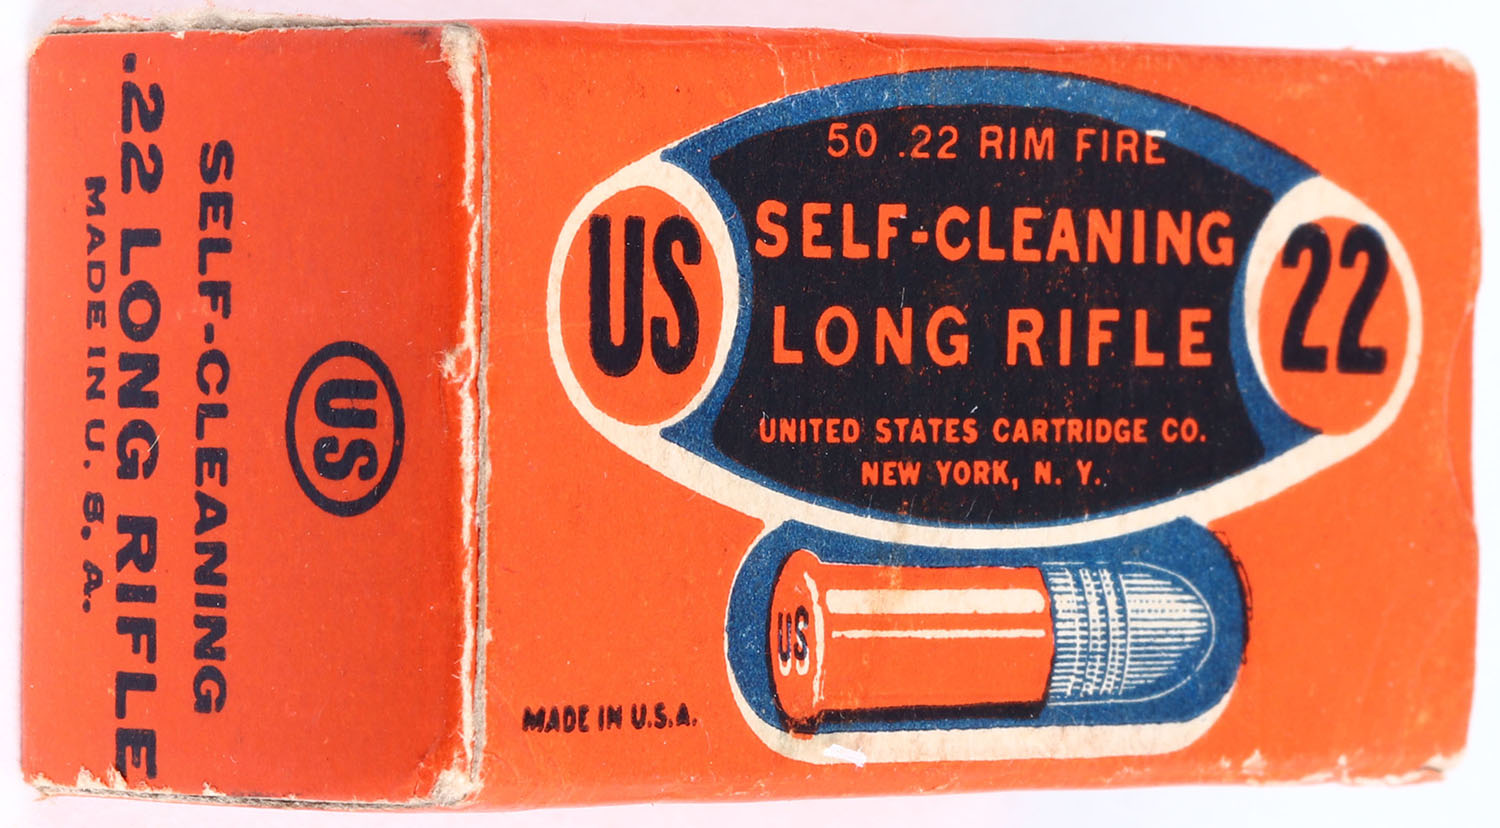 50 .22 RIM FIRE
US
SELF-CLEANING
LONG RIFLE
22
UNITED STATES CARTRIDGE CO.
NEW YORK, N. Y.
US
MADE IN U.S.A.
US
SELF-CLEANING
.22 LONG RIFLE
MADE IN U. S. A.